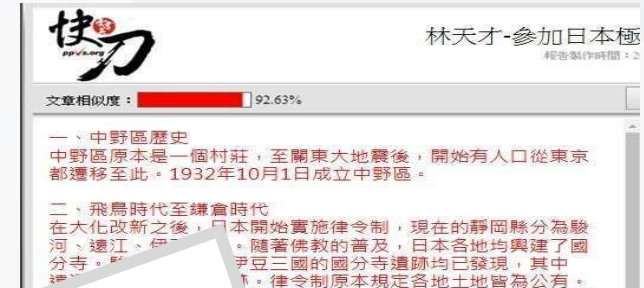 快刀
ppvs.org
林天才-參加日本極
報告製作時間：2
文章相似度：92.63%
一、中野區歷史
中野區原本是一個村莊，至關東大地震後，開始有人口從東京
都遷移至此。1932年10月1日成立中野區。
二、飛鳥時代至鎌倉時代
在大化改新之後，日本開始實施律令制，現在的靜岡縣分為駿
河、遠江、伊 。隨著佛教的普及，日本各地均興建了國
分寺。 伊豆三國的國分寺遺跡均已發現，其中
。律令制原本規定各地土地皆為公有。